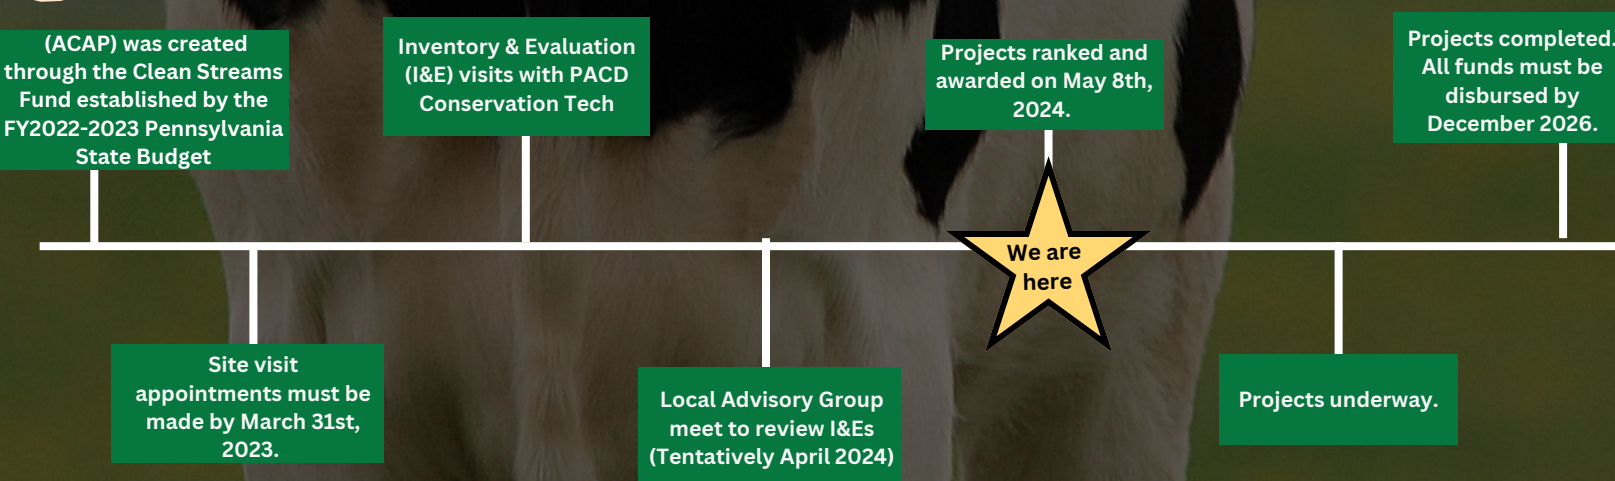 (ACAP) was created
through the Clean Streams
Fund established by the
FY2022-2023 Pennsylvania
State Budget
Site visit
appointments must be
made by March 31st,
2023.
Inventory & Evaluation
(I&E) visits with PACD
Conservation Tech
Local Advisory Group
meet to review I&Es
(Tentatively April 2024)
Projects ranked and
awarded on May 8th,
2024.
We are
here
Projects underway.
Projects completed.
All funds must be
disbursed by
December 2026.